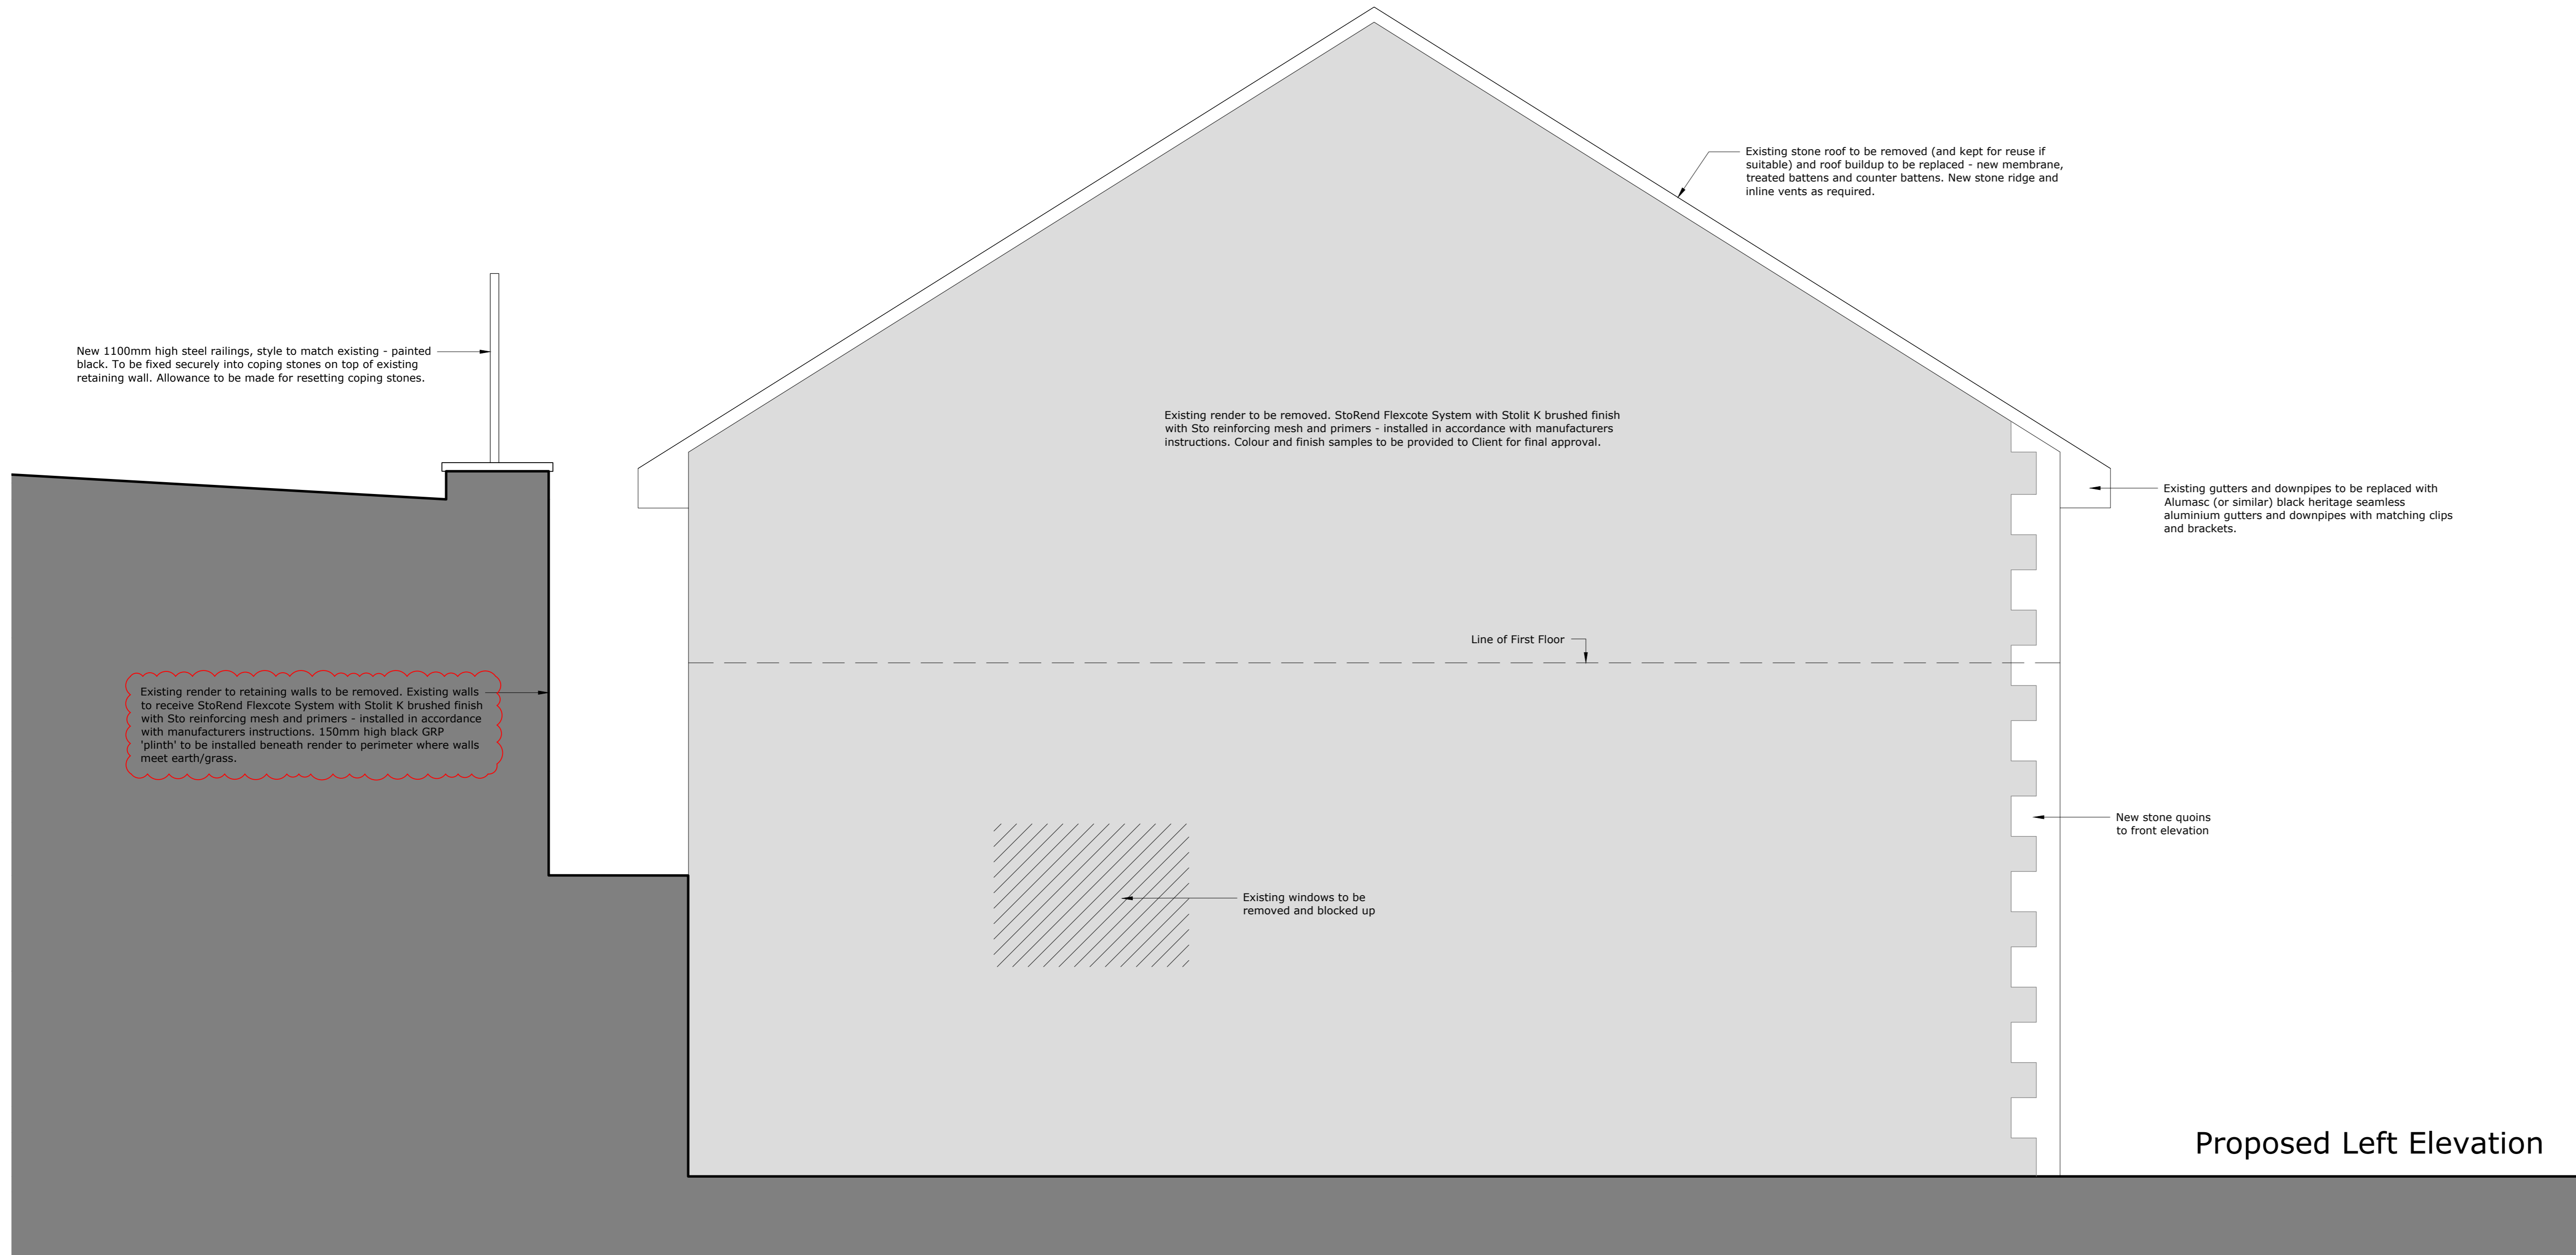 Existing stone roof to be removed (and kept for reuse if
suitable) and roof buildup to be replaced - new membrane,
treated battens and counter battens. New stone ridge and
inline vents as required.
New 1100mm high steel railings, style to match existing - painted
black. To be fixed securely into coping stones on top of existing
retaining wall. Allowance to be made for resetting coping stones.
Existing render to be removed. StoRend Flexcote System with Stolit K brushed finish
with Sto reinforcing mesh and primers - installed in accordance with manufacturers
instructions. Colour and finish samples to be provided to Client for final approval.
Existing gutters and downpipes to be replaced with
Alumasc (or similar) black heritage seamless
aluminium gutters and downpipes with matching clips
and brackets.
Line of First Floor
Existing render to retaining walls to be removed. Existing walls
to receive StoRend Flexcote System with Stolit K brushed finish
with Sto reinforcing mesh and primers - installed in accordance
with manufacturers instructions. 150mm high black GRP
'plinth' to be installed beneath render to perimeter where walls
meet earth/grass.
New stone quoins
to front elevation
Existing windows to be
removed and blocked up
Proposed Left Elevation